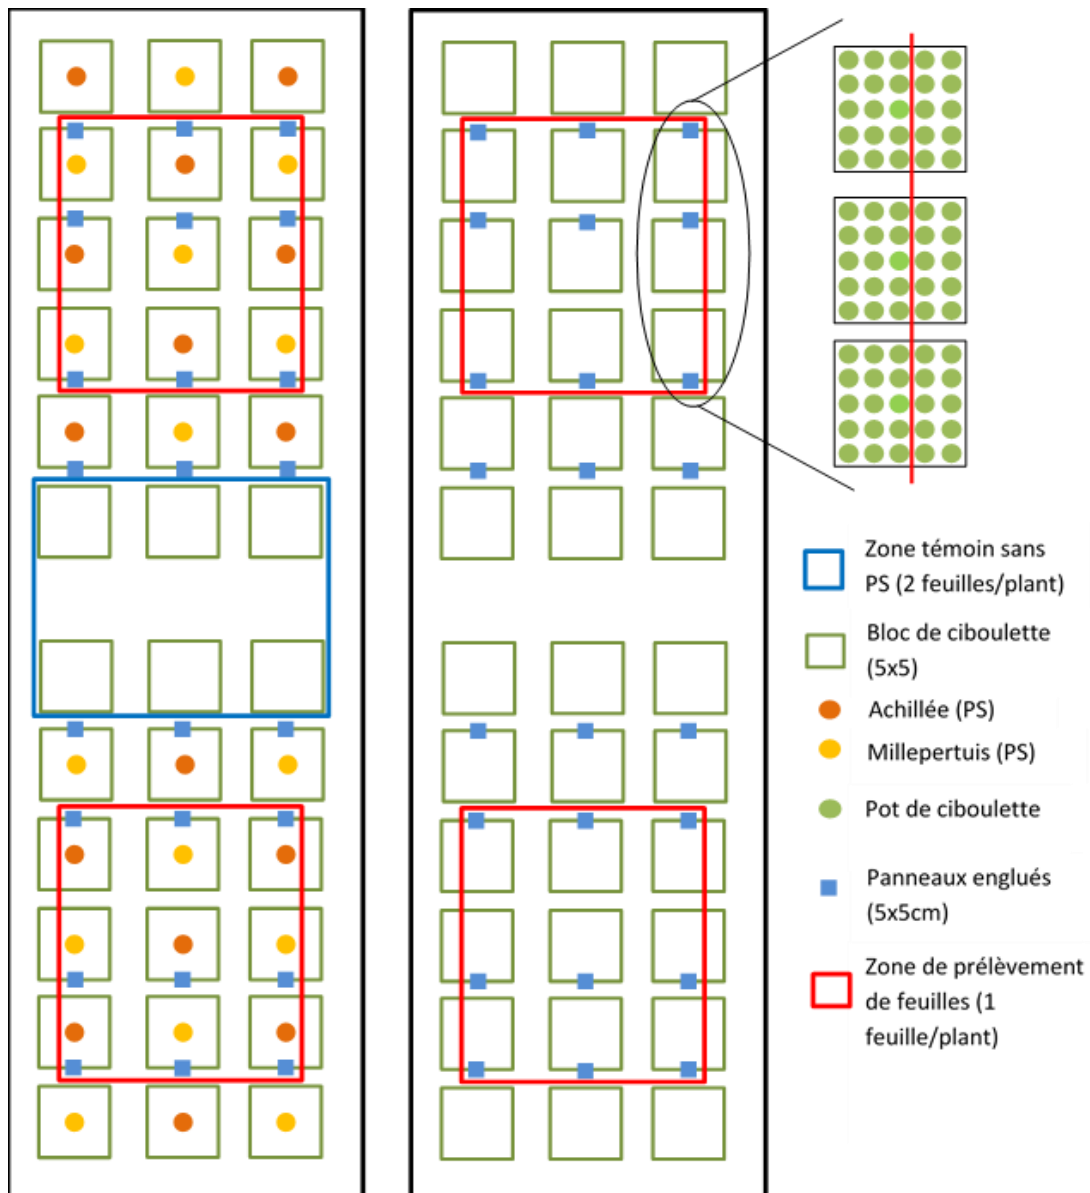 Zone témoin sans
PS (2 feuilles/plant)
Bloc de ciboulette
(5x5)
Achillée (PS)
Millepertuis (PS)
Pot de ciboulette
Panneaux englués
(5x5cm)
Zone de prélèvement
de feuilles (1
feuille/plant)